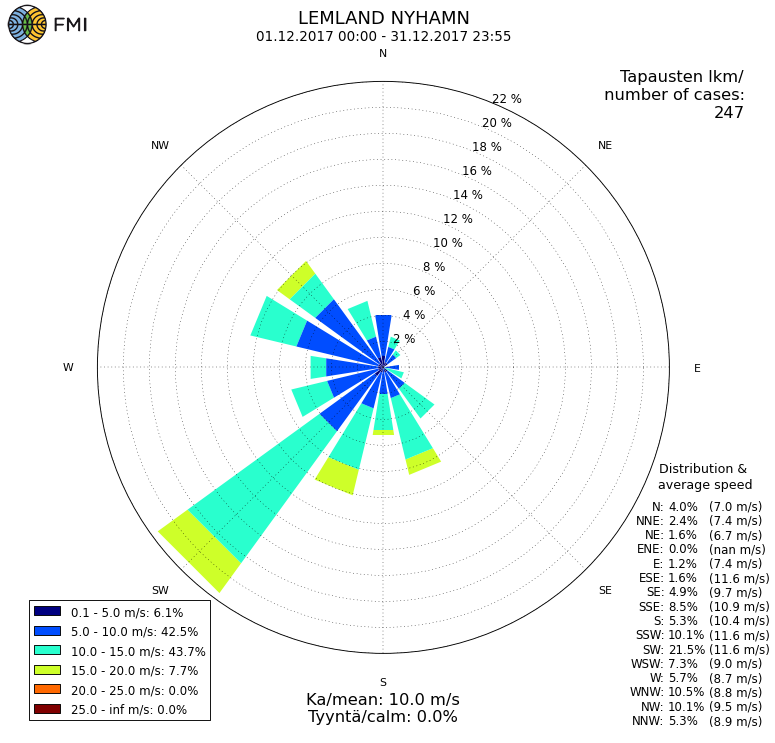 FMI
LEMLAND NYHAMN
01.12.2017 00:00 - 31.12.2017 23:55
Tapausten lkm/
number of cases:
247
N
NE
E
SE
S
SW
W
NW
22 %
20 %
18 %
16 %
14 %
12 %
10 %
8 %
6 %
4 %
2 %
Distribution &
average speed
N: 4.0% (7.0 m/s)
NNE: 2.4% (7.4 m/s)
NE: 1.6% (6.7 m/s)
ENE: 0.0% (nan m/s)
E: 1.2% (7.4 m/s)
ESE: 1.6% (11.6 m/s)
SE: 4.9% (9.7 m/s)
SSE: 8.5% (10.9 m/s)
S: 5.3% (10.4 m/s)
SSW: 10.1% (11.6 m/s)
SW: 21.5% (11.6 m/s)
WSW: 7.3% (9.0 m/s)
W: 5.7% (8.7 m/s)
WNW: 10.5% (8.8 m/s)
NW: 10.1% (9.5 m/s)
NNW: 5.3% (8.9 m/s)
0.1 - 5.0 m/s: 6.1%
5.0 - 10.0 m/s: 42.5%
10.0 - 15.0 m/s: 43.7%
15.0 - 20.0 m/s: 7.7%
20.0 - 25.0 m/s: 0.0%
25.0 - inf m/s: 0.0%
Ka/mean: 10.0 m/s
Tyyntä/calm: 0.0%